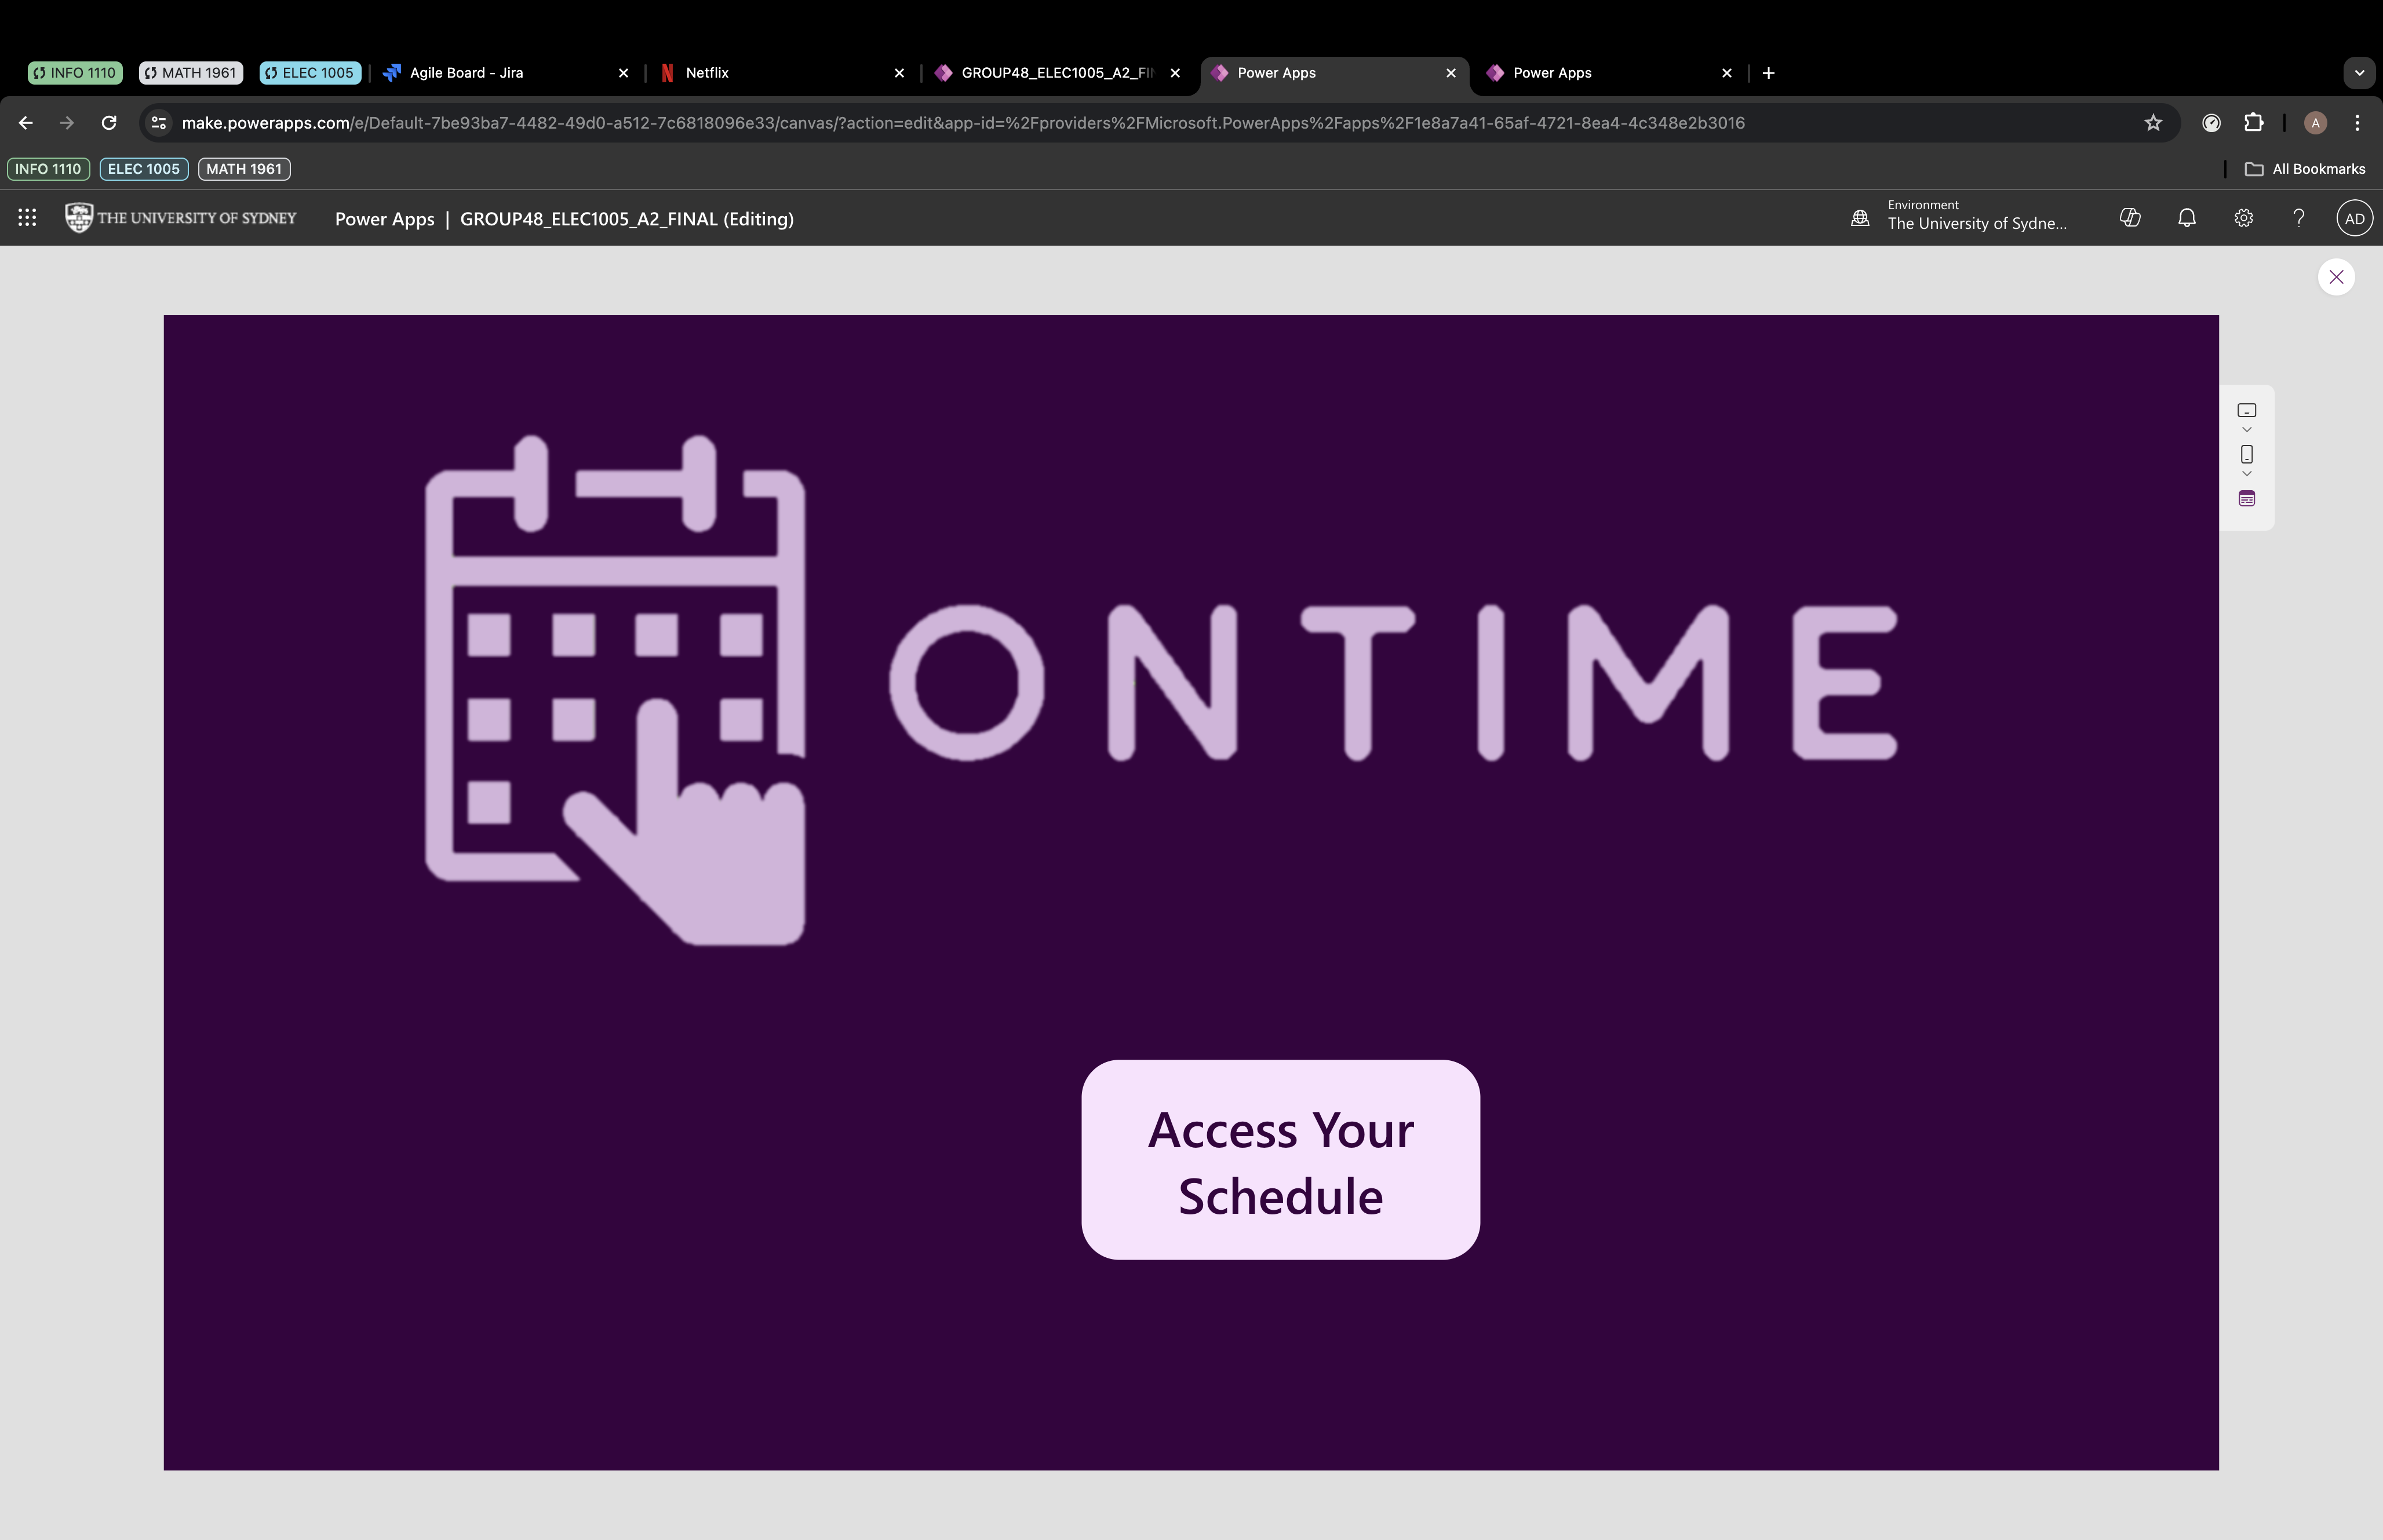 INFO 1110
MATH 1961
ELEC 1005
Agile Board - Jira
Netflix
GROUP48_ELEC1005_A2_FIN
Power Apps
Power Apps
make.powerapps.com/e/Default-7be93ba7-4482-49d0-a512-7c6818096e33/canvas/?action=edit&app-id=%2Fproviders%2FMicrosoft.PowerApps%2Fapps%2F1e8a7a41-65af-4721-8ea4-4c348e2b3016
A
INFO 1110
ELEC 1005
MATH 1961
All Bookmarks
THE UNIVERSITY OF SYDNEY
Power Apps | GROUP48_ELEC1005_A2_FINAL (Editing)
Environment
The University of Sydne...
AD
ONTIME
Access Your
Schedule